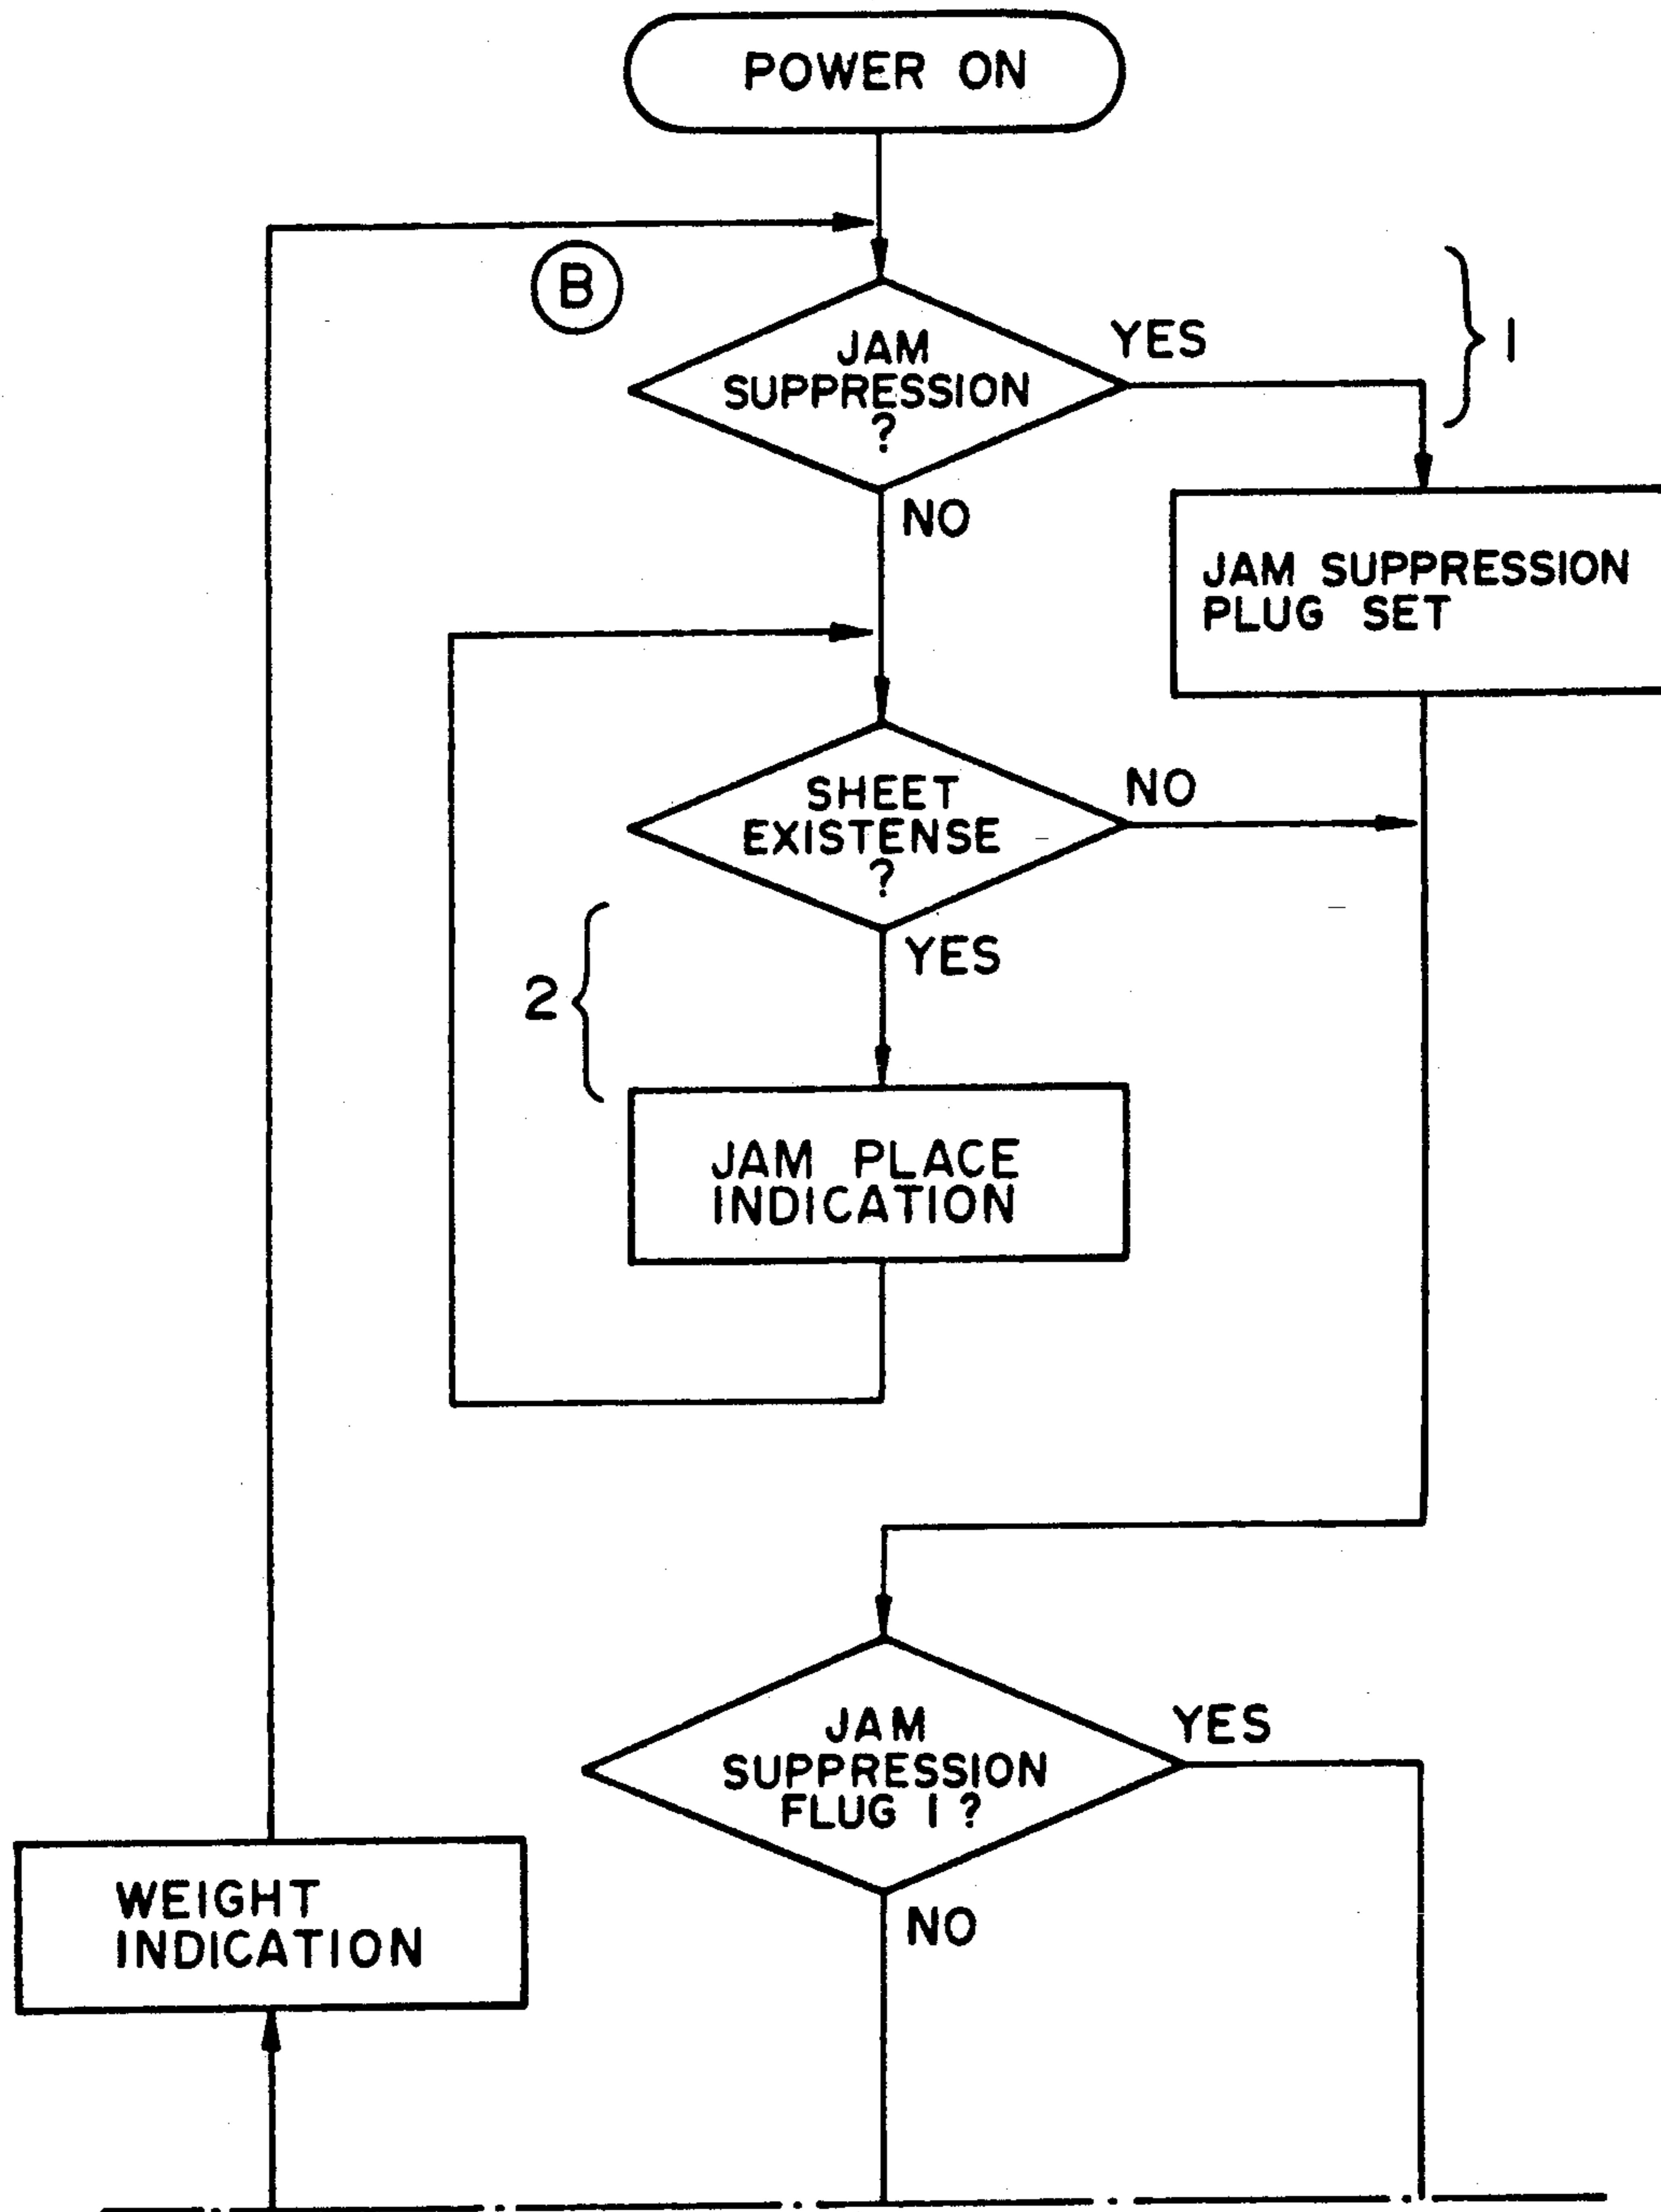 POWER ON
B
JAM
SUPPRESSION
?
YES
1
NO
JAM SUPPRESSION
PLUG SET
SHEET
EXISTENSE
?
NO
YES
2
JAM PLACE
INDICATION
JAM
SUPPRESSION
FLUG 1 ?
YES
NO
WEIGHT
INDICATION